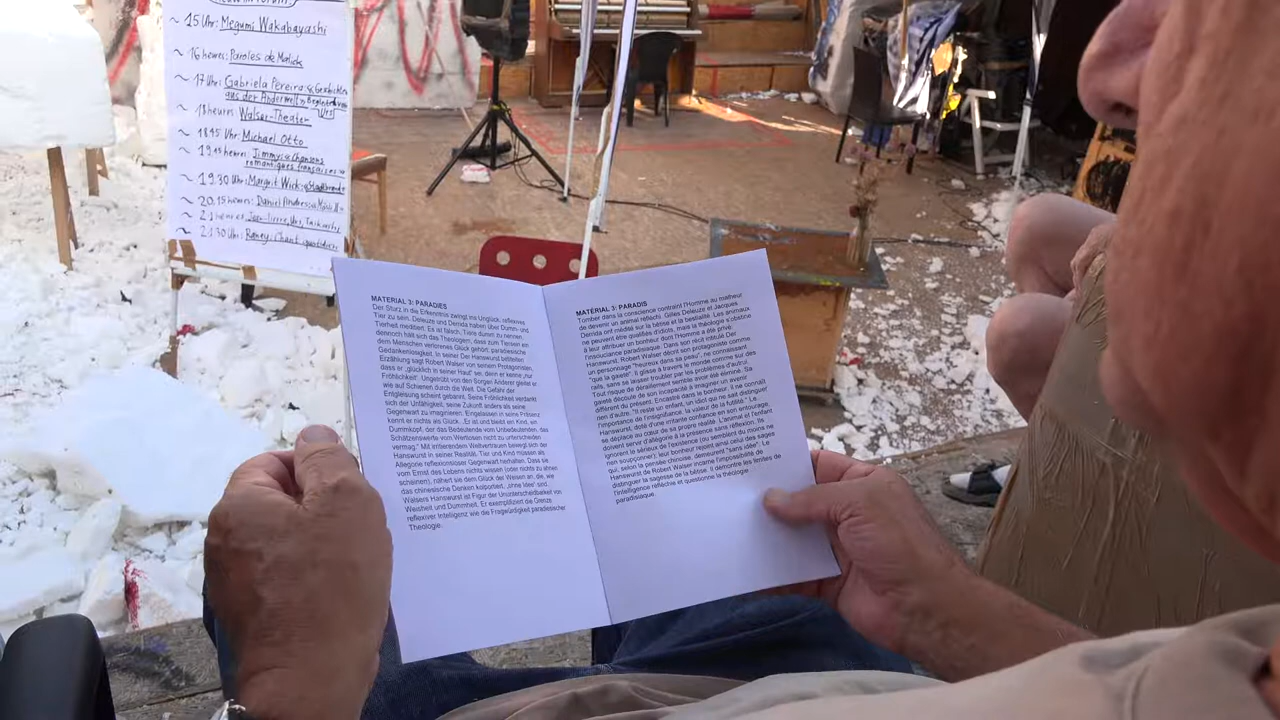 ~ 15 Uhr: Megumi Wakabayashi
~ 16 heures: Paroles de Malick
~ 17 Uhr: Gabriela Pereira: «Geschichten
aus der Anderwelt» Begleitet von
Urs
~ 18 heures: Walser-Theater
~ 18.45 Uhr: Michael Otto
~ 19.15 heures: Jimmy: «Chansons
romantiques françaises»
~ 19.30 Uhr: Margrit Wick:
~ 20.15 heures: Daniel Andres:
~ 21 heures:
~ 21.30 Uhr: Chant quotidien
MATERIAL 3: PARADIES
Der Sturz in die Erkenntnis zwingt ins Unglück, reflexives
Tier zu sein. Deleuze und Derrida haben über Dumm- und
Tierheit meditiert. Es ist falsch, Tiere dumm zu nennen,
dennoch hält sich das Theologem, dass zum Tiersein ein
dem Menschen verlorenes Glück gehört: paradiesische
Gedankenlosigkeit. In seiner Der Hanswurst betitelten
Erzählung sagt Robert Walser von seinem Protagonisten,
dass er „glücklich in seiner Haut" sei, denn er kenne „nur
Fröhlichkeit". Ungestört von den Sorgen Anderer gleite er
wie auf Schienen durch die Welt. Die Gefahr der
Entgleisung scheint gebannt. Seine Fröhlichkeit verdankt
sich der Unfähigkeit, seine Zukunft anders als seine
Gegenwart zu imaginieren. Eingelassen in seine Präsenz
kennt er nichts als Glück. „Er ist und bleibt ein Kind, ein
Dummkopf, der das Bedeutende vom Unbedeutenden, das
Schätzenswerte vom Wertlosen nicht zu unterscheiden
vermag." Mit kindlichem Weltvertrauen bewegt sich der
Hanswurst in seiner Realität. Tier und Kind müssen als
Allegorie reflexionsloser Gegenwart herhalten. Dass sie
vom Ernst des Lebens nichts wissen (oder nichts zu ahnen
scheinen), nähert sie dem Glück der Weisen an, die, wie
das chinesische Denken kolportiert, „ohne Idee" sind.
Walsers Hanswurst ist Figur der Ununterscheidbarkeit von
Weisheit und Dummheit. Er exemplifiziert die Grenze
reflexiver Intelligenz wie die Fragwürdigkeit paradiesischer
Theologie.
MATÉRIAL 3: PARADIS
Tomber dans la conscience contraint l'Homme au malheur
de devenir un animal réfléchi. Gilles Deleuze et Jacques
Derrida ont médité sur la bêtise et la bestialité. Les animaux
ne peuvent être qualifiés d'idiots, mais la théologie s'obstine
à leur attribuer un bonheur dont l'Homme a été privé:
l'insouciance paradisiaque. Dans son récit intitulé Der
Hanswurst, Robert Walser décrit son protagoniste comme
un personnage "heureux dans sa peau", ne connaissant
"que la gaieté". Il glisse à travers le monde comme sur des
rails, sans se laisser troubler par les problèmes d'autrui.
Tout risque de déraillement semble avoir été éliminé. Sa
gaieté découle de son incapacité à imaginer un avenir
différent du présent. Encastré dans le bonheur, il ne connaît
rien d'autre. "Il reste un enfant, un idiot qui ne sait distinguer
l'importance de l'insignifiance, la valeur de la futilité." Le
Hanswurst, doté d'une infantile confiance en son entourage,
se déplace au cœur de sa propre réalité. L'animal et l'enfant
doivent servir d'allégorie à la présence sans réflexion. Ils
ignorent le sérieux de l'existence (ou semblent du moins ne
rien soupçonner); leur bonheur rejoint ainsi celui des sages
qui, selon la pensée chinoise, demeurent "sans idée". Le
Hanswurst de Robert Walser incarne l'impossibilité de
distinguer la sagesse de la bêtise. Il démontre les limites de
l'intelligence réfléchie et questionne la théologie
paradisiaque.